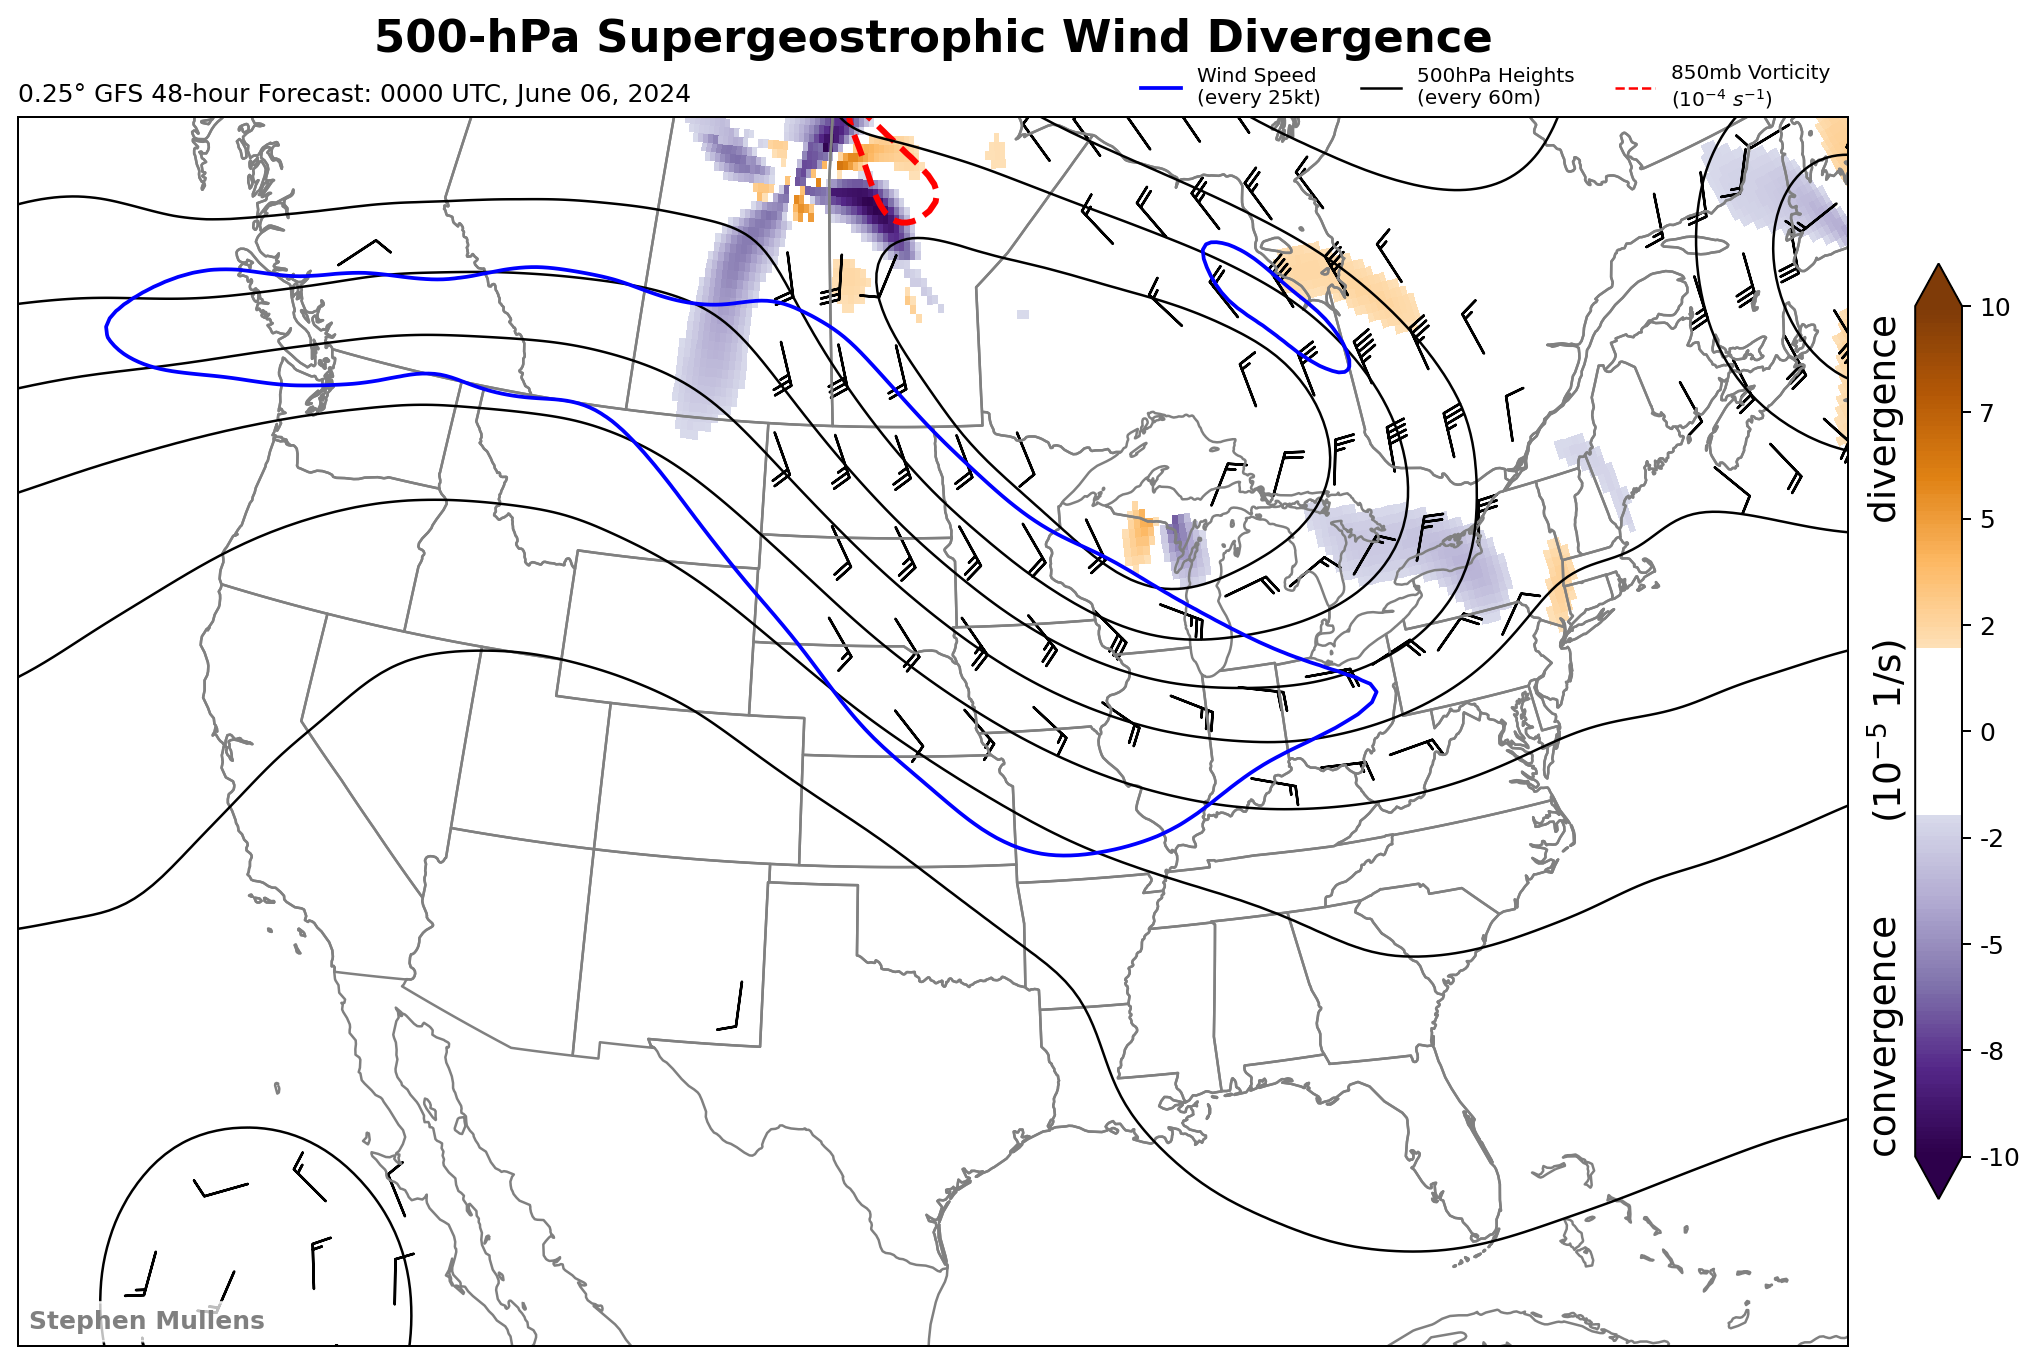 500-hPa Supergeostrophic Wind Divergence
0.25° GFS 48-hour Forecast: 0000 UTC, June 06, 2024
Wind Speed
(every 25kt)
500hPa Heights
(every 60m)
850mb Vorticity
(10⁻⁴ s⁻¹)
10
7
5
2
0
-2
-5
-8
-10
convergence (10⁻⁵ 1/s) divergence
Stephen Mullens